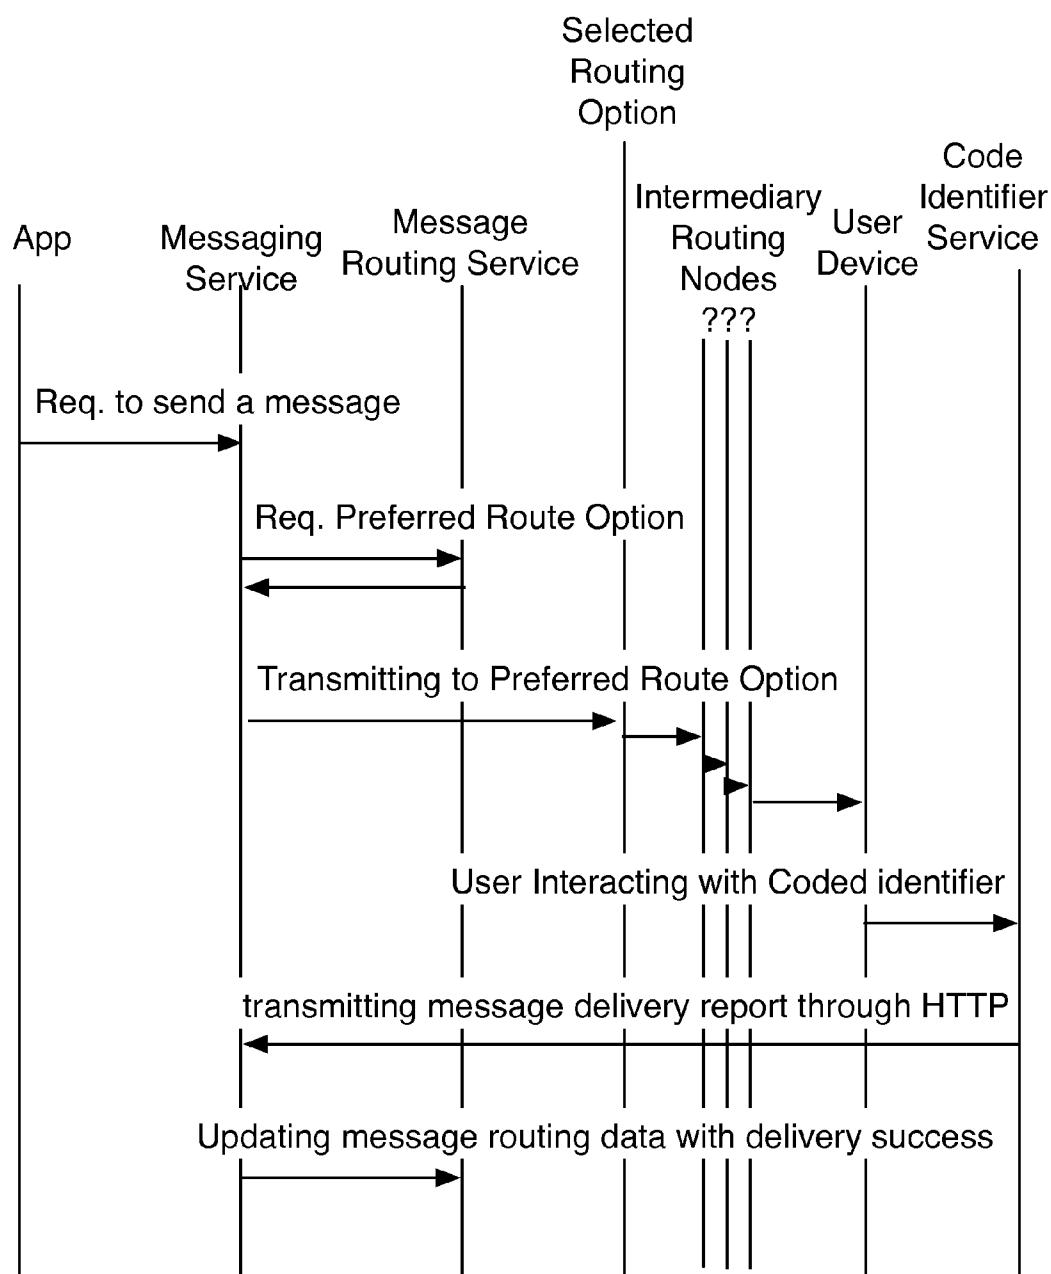 Selected
Routing
Option
Code
Identifier
Service
Intermediary
Routing
Nodes
???
User
Device
Message
Routing Service
App
Messaging
Service
Req. to send a message
Req. Preferred Route Option
Transmitting to Preferred Route Option
User Interacting with Coded identifier
transmitting message delivery report through HTTP
Updating message routing data with delivery success